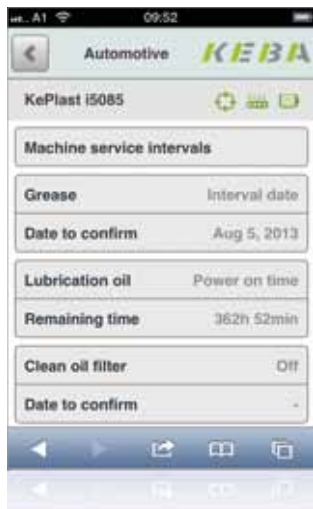 A1 09:52
Automotive KEBA
KePlast i5085
Machine service intervals
Grease Interval date
Date to confirm Aug 5, 2013
Lubrication oil Power on time
Remaining time 362h 52min
Clean oil filter Off
Date to confirm -